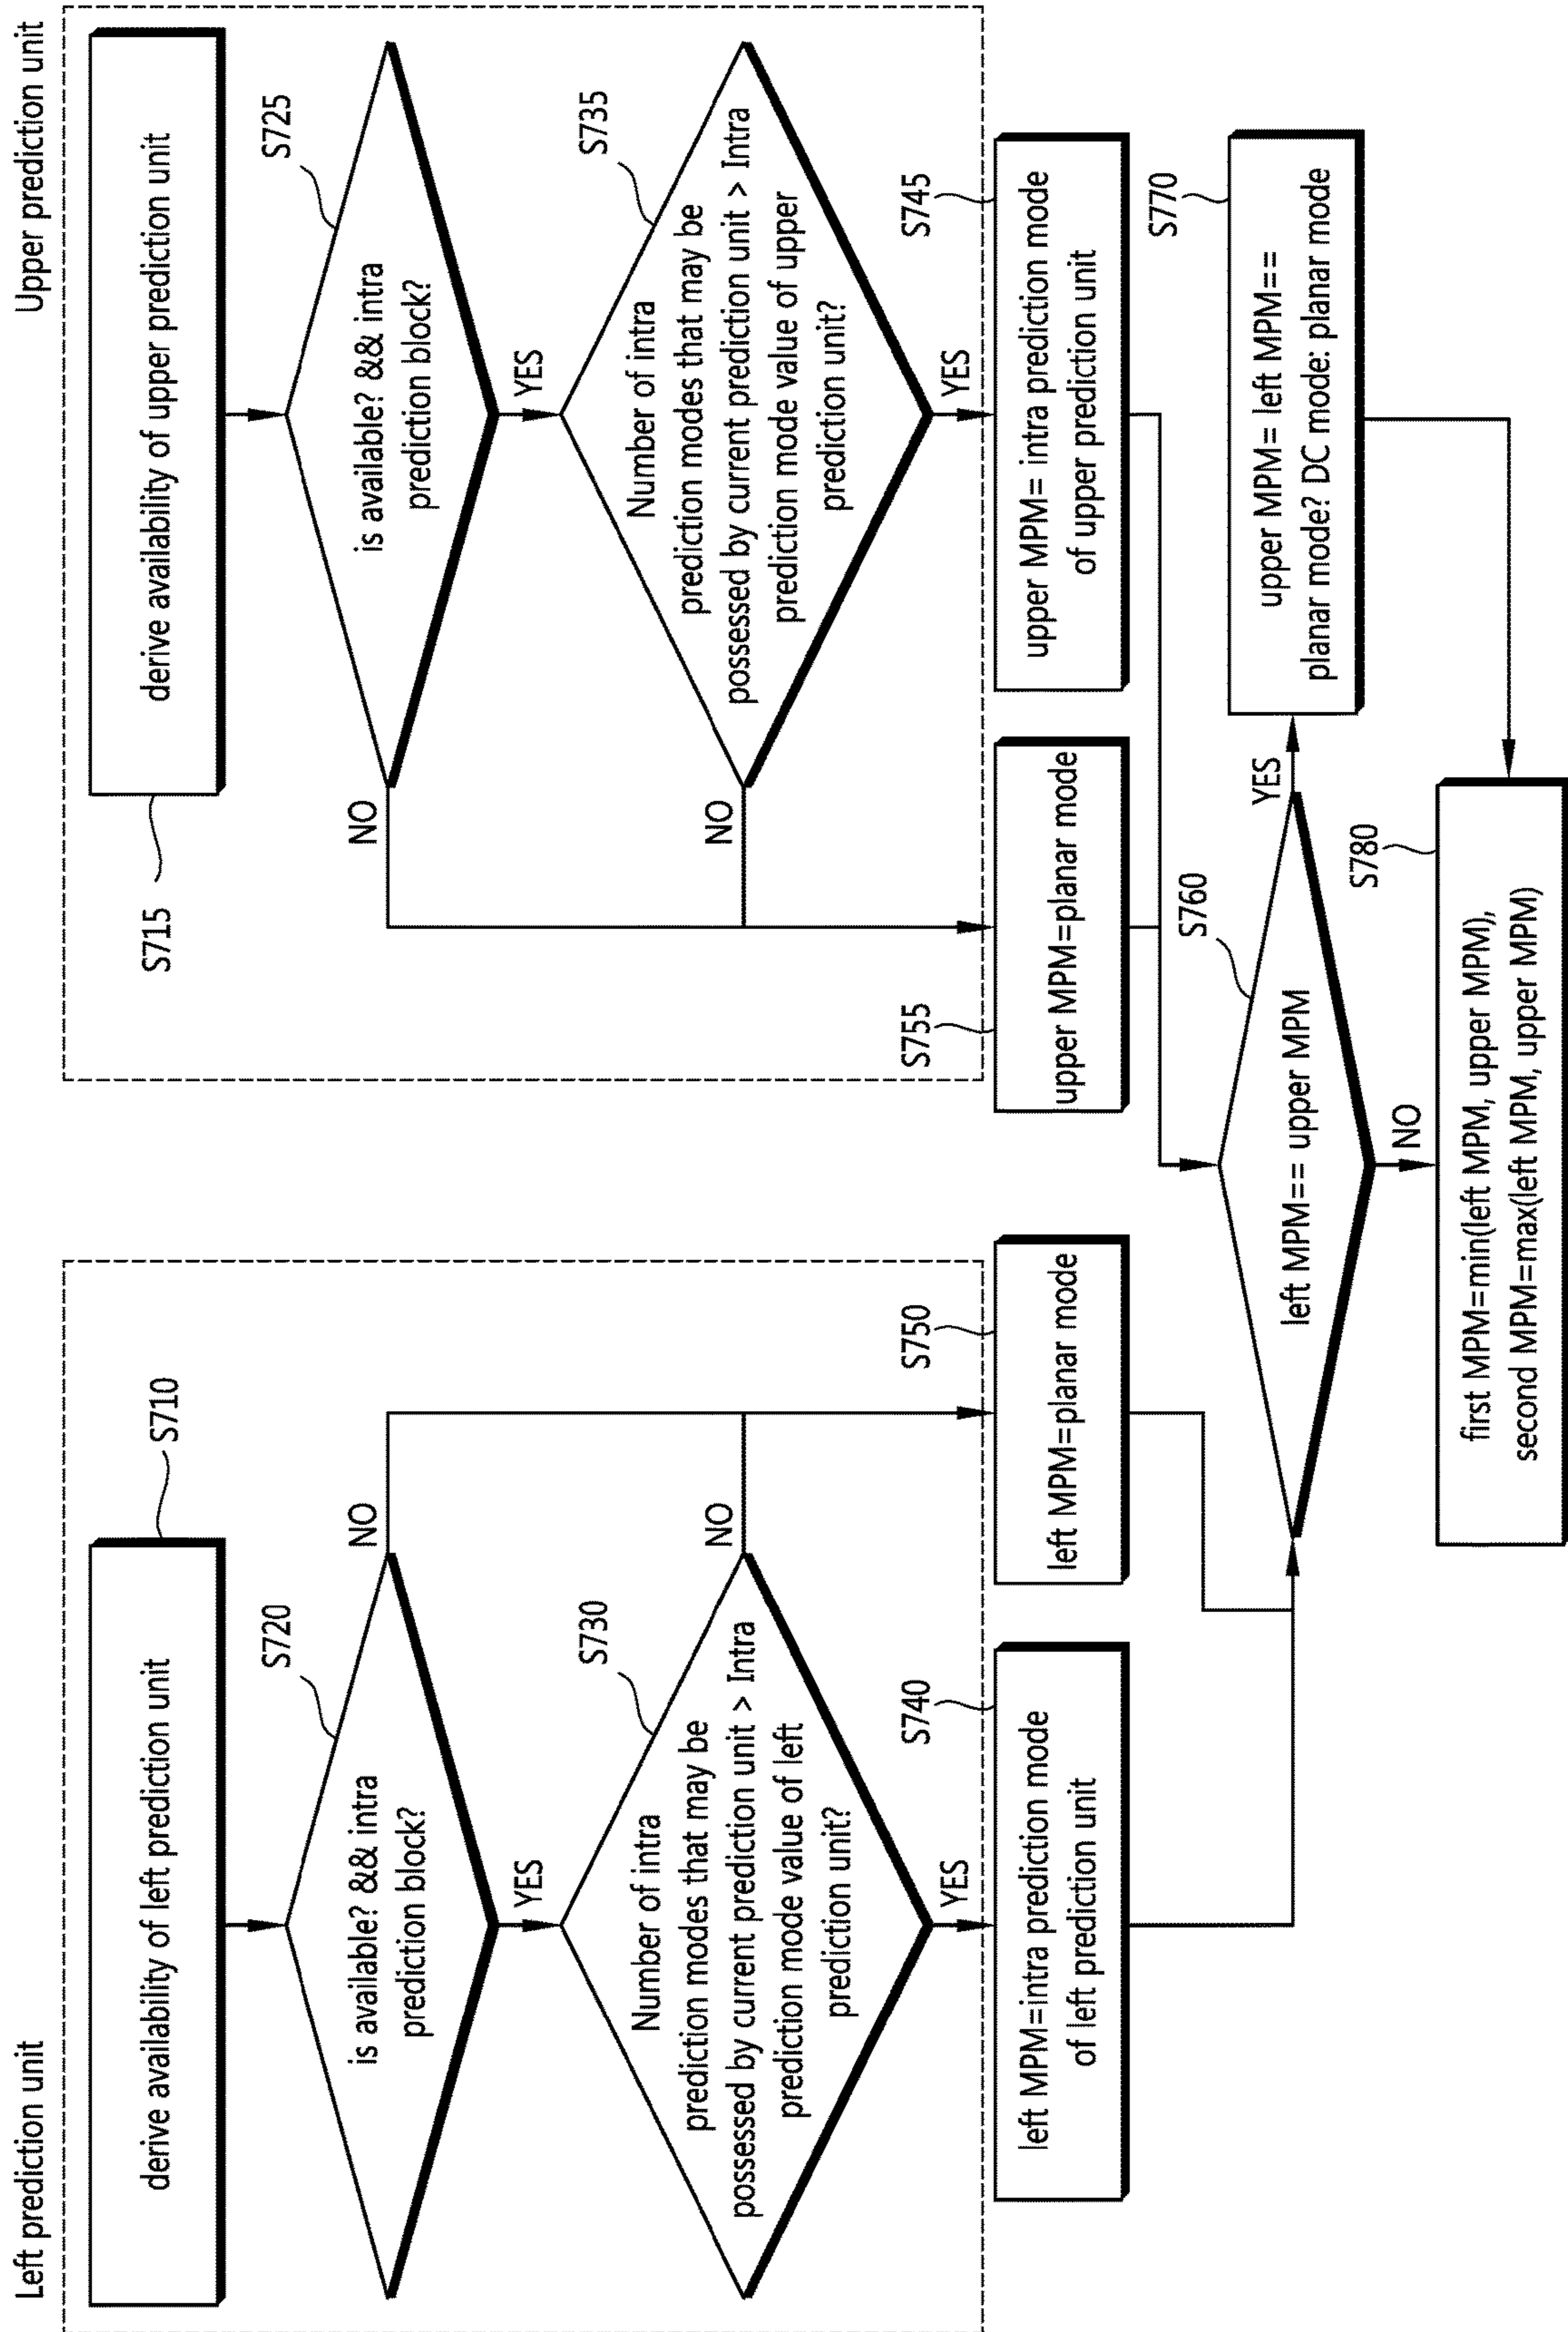 Left prediction unit
derive availability of left prediction unit
S710
is available? && intra
prediction block?
S720
NO
YES
Number of intra
prediction modes that may be
possessed by current prediction unit > Intra
prediction mode value of left
prediction unit?
S730
NO
YES
left MPM=intra prediction mode
of left prediction unit
S740
left MPM=planar mode
S750
Upper prediction unit
derive availability of upper prediction unit
S715
is available? && intra
prediction block?
S725
NO
YES
Number of intra
prediction modes that may be
possessed by current prediction unit > Intra
prediction mode value of upper
prediction unit?
S735
NO
YES
upper MPM=planar mode
S755
upper MPM= intra prediction mode
of upper prediction unit
S745
left MPM== upper MPM
S760
YES
NO
upper MPM= left MPM==
planar mode? DC mode: planar mode
S770
first MPM=min(left MPM, upper MPM),
second MPM=max(left MPM, upper MPM)
S780